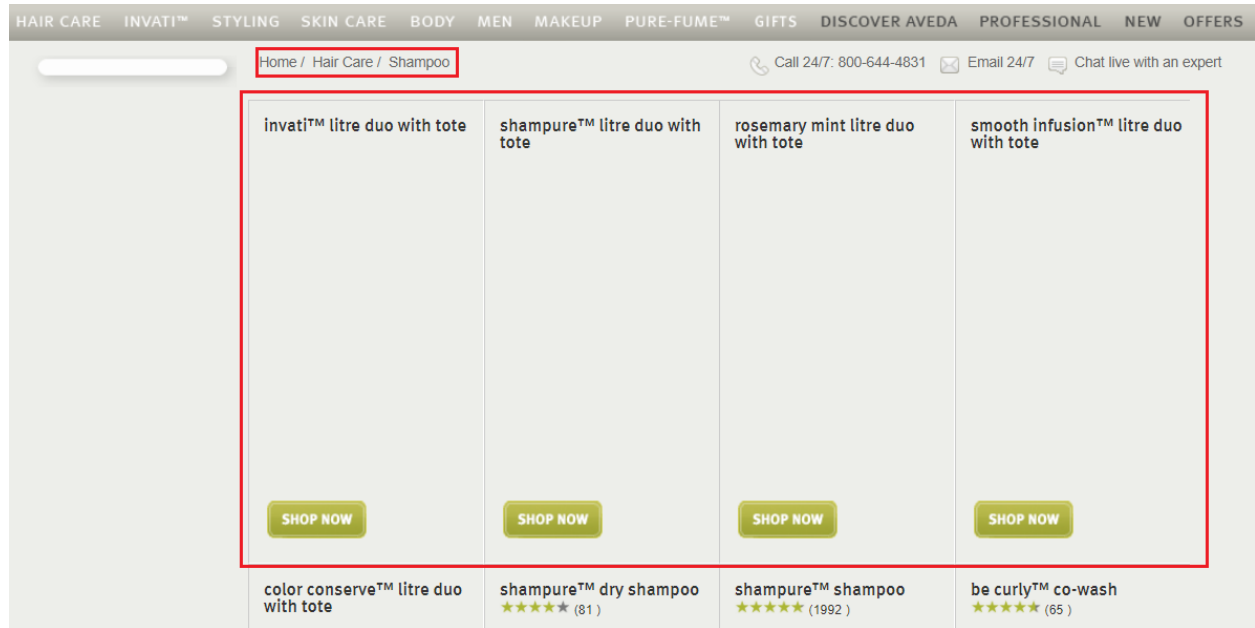 HAIR CARE INVATI™ STYLING SKIN CARE BODY MEN MAKEUP PURE-FUME™ GIFTS DISCOVER AVEDA PROFESSIONAL NEW OFFERS
Home / Hair Care / Shampoo
Call 24/7: 800-644-4831 Email 24/7 Chat live with an expert
invati™ litre duo with tote
shampure™ litre duo with
tote
rosemary mint litre duo
with tote
smooth infusion™ litre duo
with tote
SHOP NOW
SHOP NOW
SHOP NOW
SHOP NOW
color conserve™ litre duo
with tote
shampure™ dry shampoo
(81 )
shampure™ shampoo
(1992 )
be curly™ co-wash
(65 )